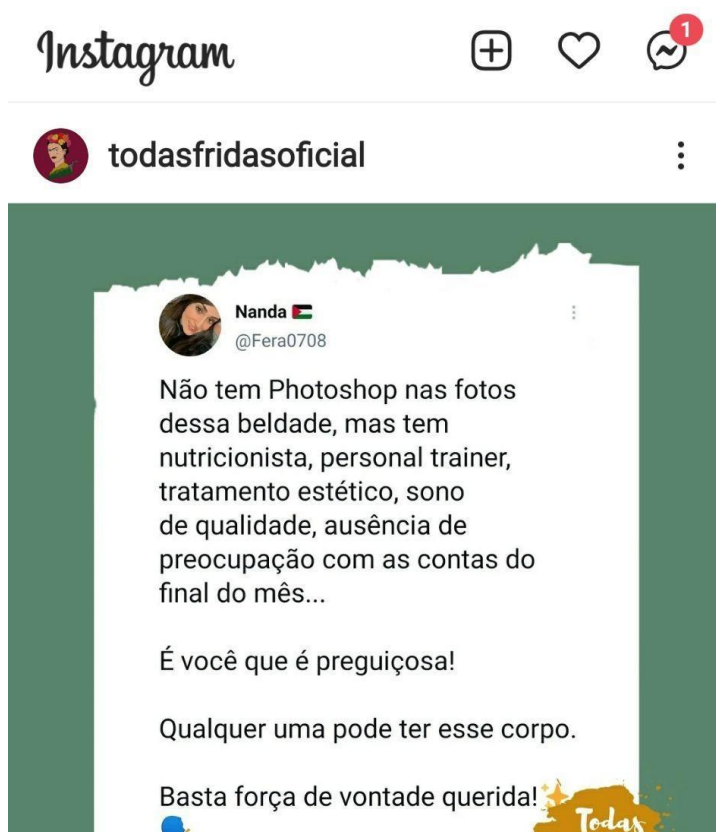 Instagram
1
todasfridasoficial
Nanda 🇵🇸
@Fera0708
Não tem Photoshop nas fotos
dessa beldade, mas tem
nutricionista, personal trainer,
tratamento estético, sono
de qualidade, ausência de
preocupação com as contas do
final do mês...
É você que é preguiçosa!
Qualquer uma pode ter esse corpo.
Basta força de vontade querida!✨
Todas